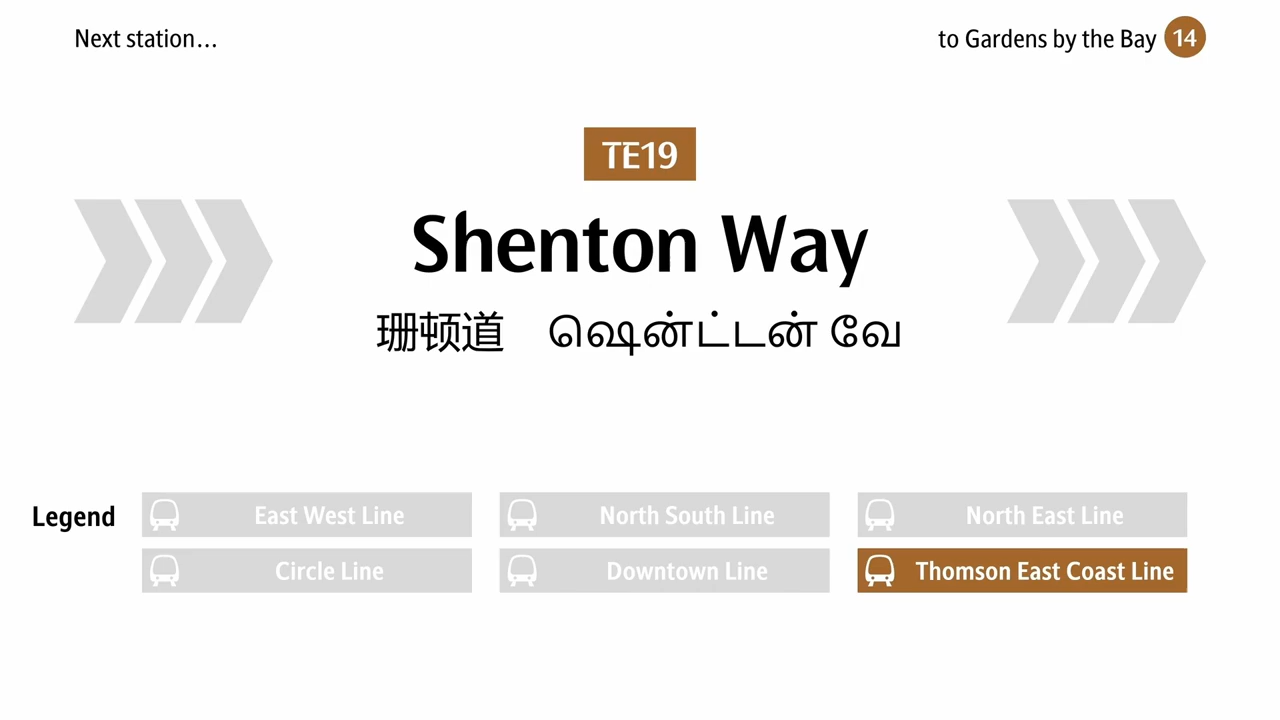 Next station...
to Gardens by the Bay 14
TE19
Shenton Way
珊顿道 ஷென்ட்டன் வே
Legend
East West Line
North South Line
North East Line
Circle Line
Downtown Line
Thomson East Coast Line